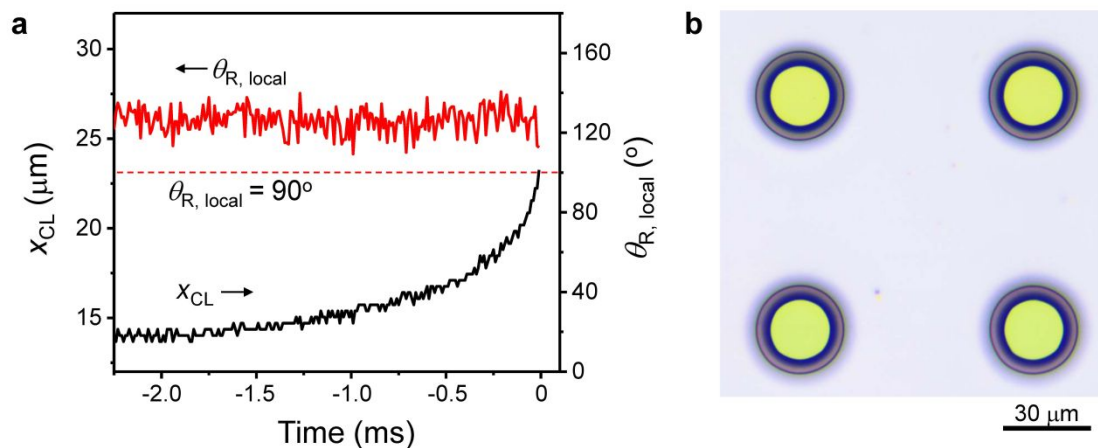 a
b
30
25
20
15
x_CL (μm)
160
120
80
40
0
θ_R, local (°)
← θ_R, local
θ_R, local = 90°
x_CL →
-2.0
-1.5
-1.0
-0.5
0
Time (ms)
30 μm